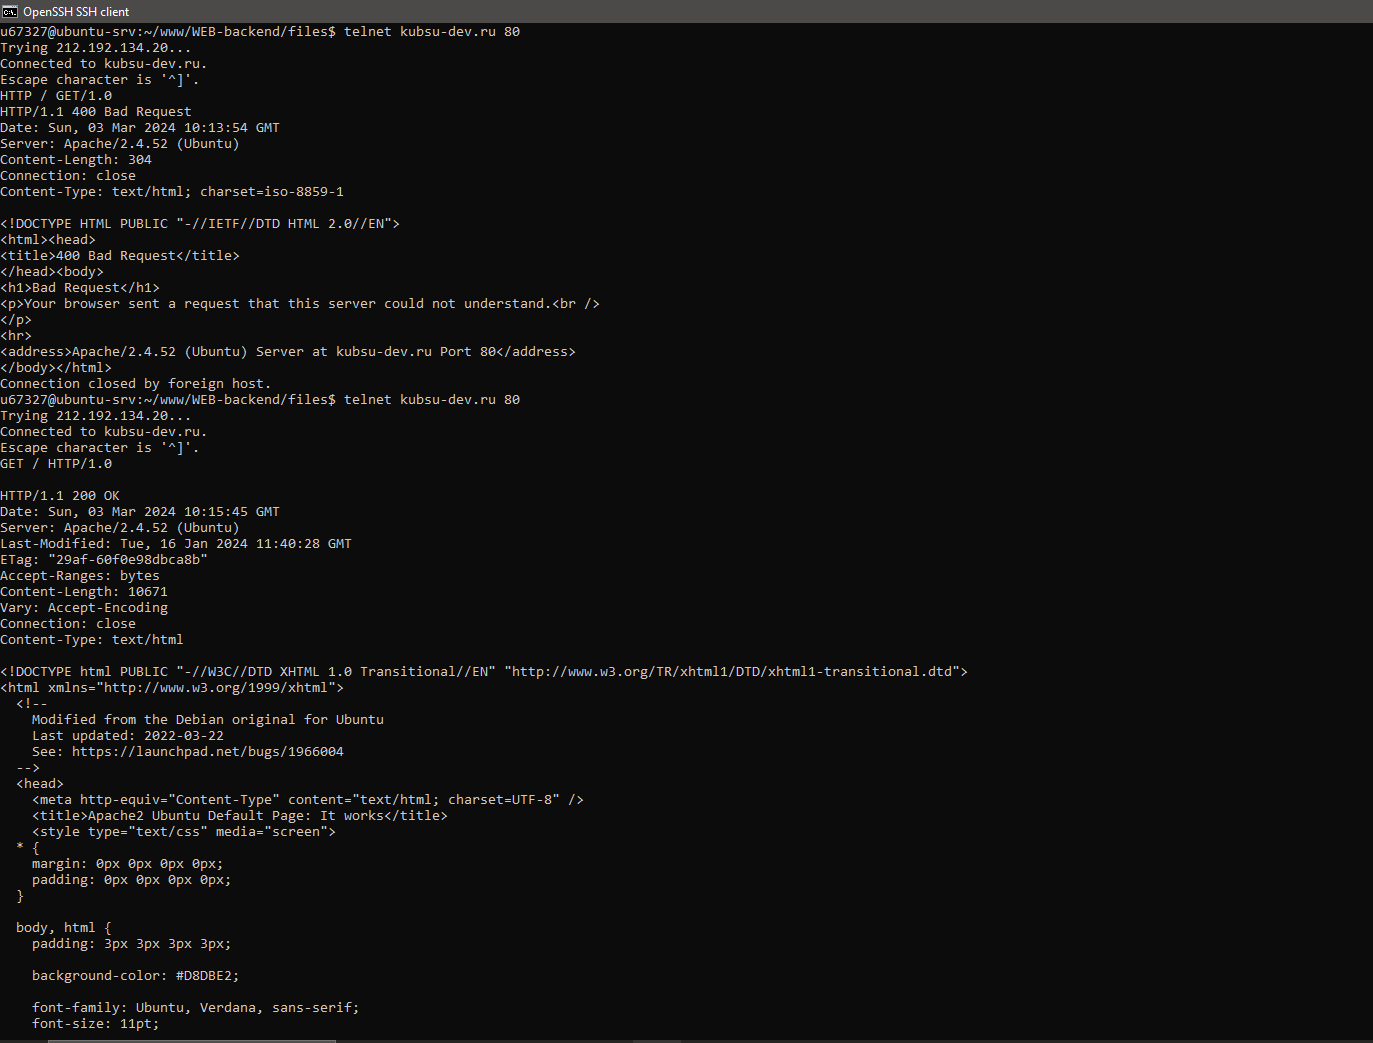 OpenSSH SSH client
u67327@ubuntu-srv:~/www/WEB-backend/files$ telnet kubsu-dev.ru 80
Trying 212.192.134.20...
Connected to kubsu-dev.ru.
Escape character is '^]'.
HTTP / GET/1.0
HTTP/1.1 400 Bad Request
Date: Sun, 03 Mar 2024 10:13:54 GMT
Server: Apache/2.4.52 (Ubuntu)
Content-Length: 304
Connection: close
Content-Type: text/html; charset=iso-8859-1

<!DOCTYPE HTML PUBLIC "-//IETF//DTD HTML 2.0//EN">
<html><head>
<title>400 Bad Request</title>
</head><body>
<h1>Bad Request</h1>
<p>Your browser sent a request that this server could not understand.<br />
</p>
<hr>
<address>Apache/2.4.52 (Ubuntu) Server at kubsu-dev.ru Port 80</address>
</body></html>
Connection closed by foreign host.
u67327@ubuntu-srv:~/www/WEB-backend/files$ telnet kubsu-dev.ru 80
Trying 212.192.134.20...
Connected to kubsu-dev.ru.
Escape character is '^]'.
GET / HTTP/1.0

HTTP/1.1 200 OK
Date: Sun, 03 Mar 2024 10:15:45 GMT
Server: Apache/2.4.52 (Ubuntu)
Last-Modified: Tue, 16 Jan 2024 11:40:28 GMT
ETag: "29af-60f0e98dbca8b"
Accept-Ranges: bytes
Content-Length: 10671
Vary: Accept-Encoding
Connection: close
Content-Type: text/html

<!DOCTYPE html PUBLIC "-//W3C//DTD XHTML 1.0 Transitional//EN" "http://www.w3.org/TR/xhtml1/DTD/xhtml1-transitional.dtd">
<html xmlns="http://www.w3.org/1999/xhtml">
  <!--
    Modified from the Debian original for Ubuntu
    Last updated: 2022-03-22
    See: https://launchpad.net/bugs/1966004
  -->
  <head>
    <meta http-equiv="Content-Type" content="text/html; charset=UTF-8" />
    <title>Apache2 Ubuntu Default Page: It works</title>
    <style type="text/css" media="screen">
  * {
    margin: 0px 0px 0px 0px;
    padding: 0px 0px 0px 0px;
  }

  body, html {
    padding: 3px 3px 3px 3px;

    background-color: #D8DBE2;

    font-family: Ubuntu, Verdana, sans-serif;
    font-size: 11pt;